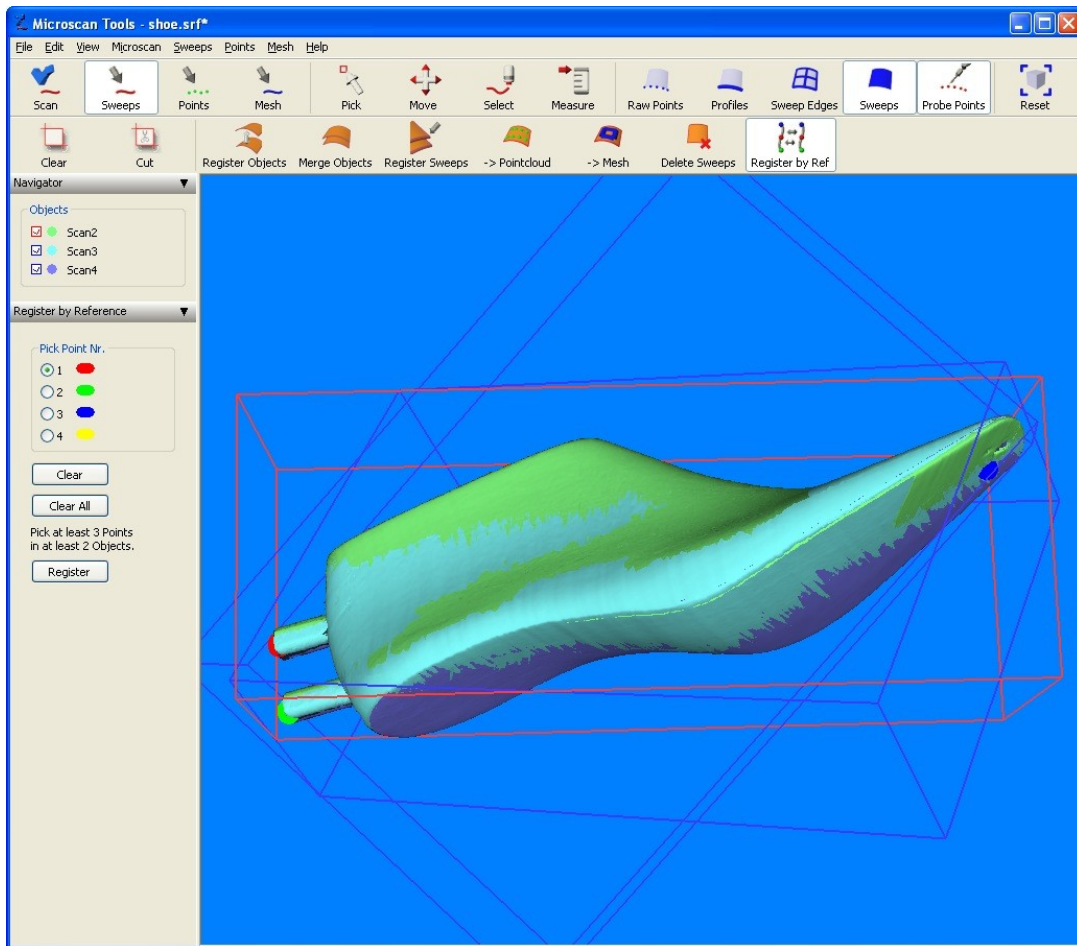 Microscan Tools - shoe.srf*
File Edit View Microscan Sweeps Points Mesh Help
Scan Sweeps Points Mesh Pick Move Select Measure Raw Points Profiles Sweep Edges Sweeps Probe Points Reset
Clear Cut Register Objects Merge Objects Register Sweeps -> Pointcloud -> Mesh Delete Sweeps Register by Ref
Navigator
Objects
Scan2
Scan3
Scan4
Register by Reference
Pick Point Nr.
1
2
3
4
Clear
Clear All
Pick at least 3 Points
in at least 2 Objects.
Register